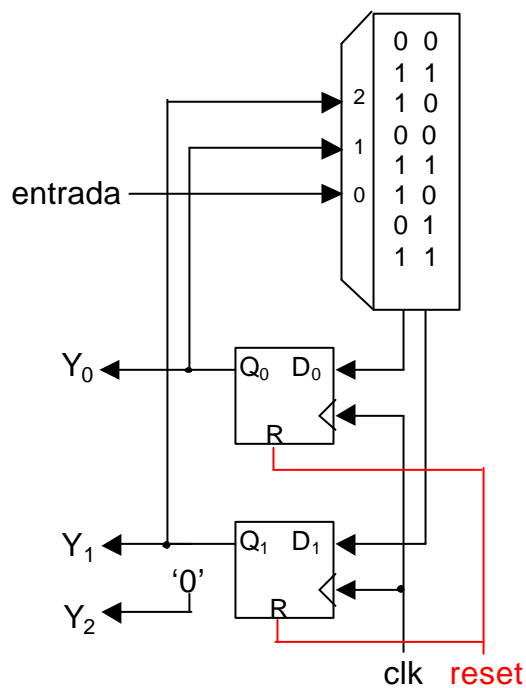 0 0
1 1
2 1 0
1 0 0
1 1
entrada 0 1 0
0 1
1 1
Y0 Q0 D0
R
Y1 Q1 D1
‘0’
Y2 R
clk reset